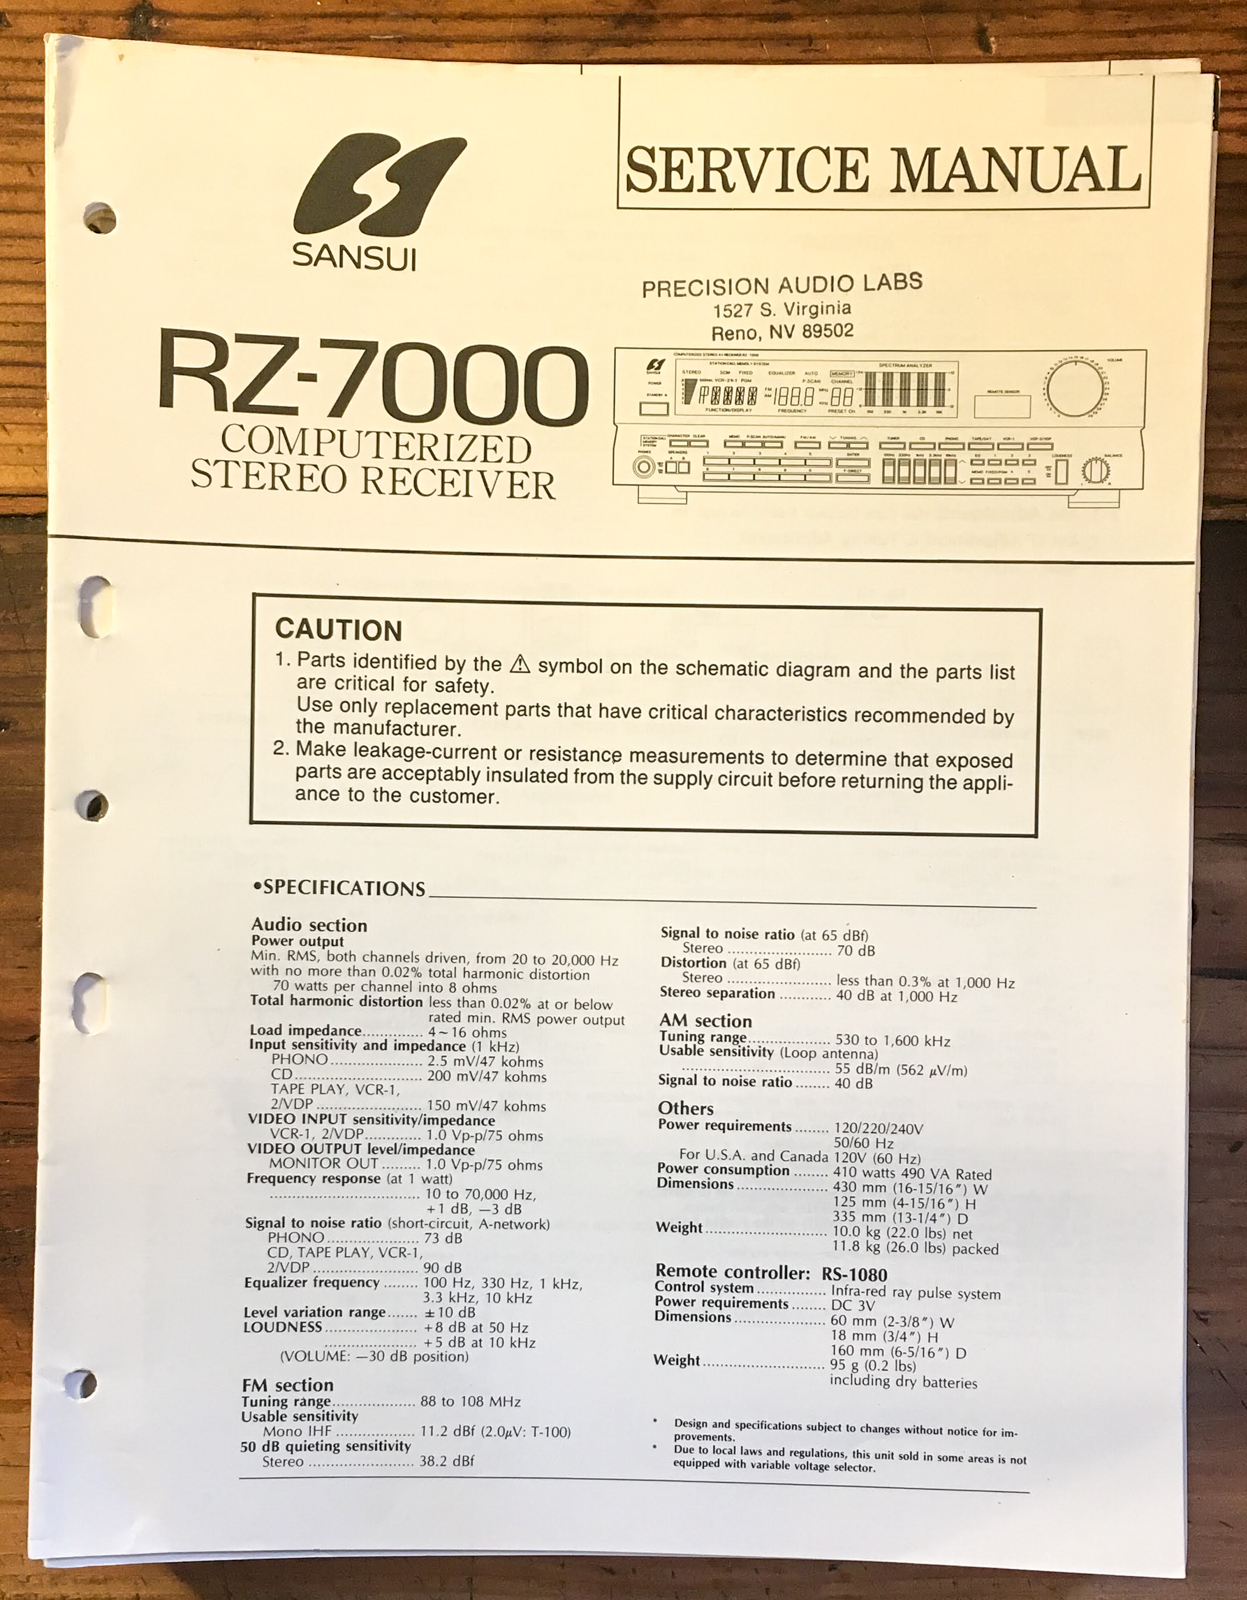 SANSUI
SERVICE MANUAL
PRECISION AUDIO LABS
1527 S. Virginia
Reno, NV 89502
RZ-7000
COMPUTERIZED
STEREO RECEIVER
SPECTRUM ANALYZER
VOLUME
STEREO
EQUALIZER
AUTO
MEMORY
P.SCAN
CHANNEL
POWER
FUNCTION/DISPLAY
FREQUENCY
PRESET CH
REMOTE SENSOR
BALANCE
CAUTION
1. Parts identified by the ⚠ symbol on the schematic diagram and the parts list
are critical for safety.
Use only replacement parts that have critical characteristics recommended by
the manufacturer.
2. Make leakage-current or resistance measurements to determine that exposed
parts are acceptably insulated from the supply circuit before returning the appli-
ance to the customer.
•SPECIFICATIONS
Audio section
Power output
Min. RMS, both channels driven, from 20 to 20,000 Hz
with no more than 0.02% total harmonic distortion
70 watts per channel into 8 ohms
Total harmonic distortion less than 0.02% at or below
rated min. RMS power output
Load impedance............. 4~16 ohms
Input sensitivity and impedance (1 kHz)
PHONO.................... 2.5 mV/47 kohms
CD........................... 200 mV/47 kohms
TAPE PLAY, VCR-1,
2/VDP ...................... 150 mV/47 kohms
VIDEO INPUT sensitivity/impedance
VCR-1, 2/VDP............ 1.0 Vp-p/75 ohms
VIDEO OUTPUT level/impedance
MONITOR OUT ......... 1.0 Vp-p/75 ohms
Frequency response (at 1 watt)
................................ 10 to 70,000 Hz,
+1 dB, −3 dB
Signal to noise ratio (short-circuit, A-network)
PHONO.................... 73 dB
CD, TAPE PLAY, VCR-1,
2/VDP....................... 90 dB
Equalizer frequency ........ 100 Hz, 330 Hz, 1 kHz,
3.3 kHz, 10 kHz
Level variation range....... ±10 dB
LOUDNESS .................... +8 dB at 50 Hz
.................... +5 dB at 10 kHz
(VOLUME: −30 dB position)
FM section
Tuning range.................. 88 to 108 MHz
Usable sensitivity
Mono IHF ................. 11.2 dBf (2.0μV: T-100)
50 dB quieting sensitivity
Stereo ....................... 38.2 dBf
Signal to noise ratio (at 65 dBf)
Stereo ....................... 70 dB
Distortion (at 65 dBf)
Stereo ....................... less than 0.3% at 1,000 Hz
Stereo separation ........... 40 dB at 1,000 Hz
AM section
Tuning range.................. 530 to 1,600 kHz
Usable sensitivity (Loop antenna)
................................ 55 dB/m (562 μV/m)
Signal to noise ratio ........ 40 dB
Others
Power requirements ........ 120/220/240V
50/60 Hz
For U.S.A. and Canada 120V (60 Hz)
Power consumption ........ 410 watts 490 VA Rated
Dimensions .................... 430 mm (16-15/16″) W
125 mm (4-15/16″) H
335 mm (13-1/4″) D
Weight........................... 10.0 kg (22.0 lbs) net
11.8 kg (26.0 lbs) packed
Remote controller: RS-1080
Control system ............... Infra-red ray pulse system
Power requirements ........ DC 3V
Dimensions .................... 60 mm (2-3/8″) W
18 mm (3/4″) H
160 mm (6-5/16″) D
Weight........................... 95 g (0.2 lbs)
including dry batteries
* Design and specifications subject to changes without notice for im-
provements.
* Due to local laws and regulations, this unit sold in some areas is not
equipped with variable voltage selector.